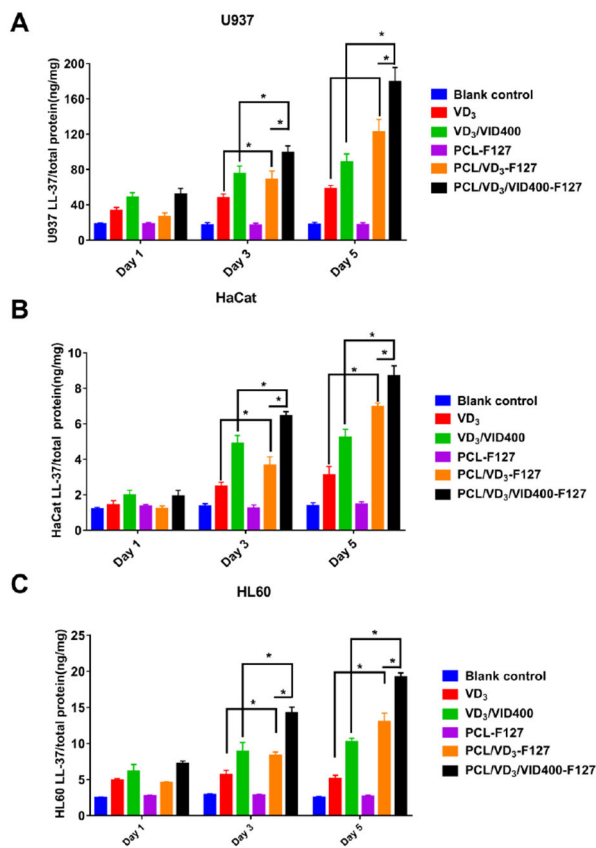 A
U937
U937 LL-37/total protein(ng/mg)
200
160
120
80
40
0
* * * * *
Day 1
Day 3
Day 5
Blank control
VD3
VD3/VID400
PCL-F127
PCL/VD3-F127
PCL/VD3/VID400-F127
B
HaCat
HaCat LL-37/total protein(ng/mg)
10
8
6
4
2
0
* * * * * *
Day 1
Day 3
Day 5
Blank control
VD3
VD3/VID400
PCL-F127
PCL/VD3-F127
PCL/VD3/VID400-F127
C
HL60
HL60 LL-37/total protein(ng/mg)
25
20
15
10
5
0
* * * * * *
Day 1
Day 3
Day 5
Blank control
VD3
VD3/VID400
PCL-F127
PCL/VD3-F127
PCL/VD3/VID400-F127